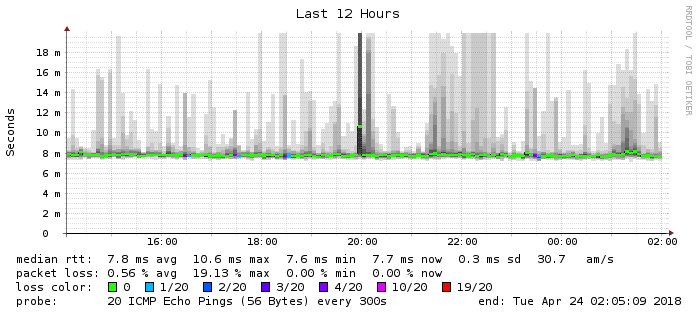 Last 12 Hours
RRDTOOL / TOBI OETIKER
Seconds
18 m
16 m
14 m
12 m
10 m
8 m
6 m
4 m
2 m
0
16:00 18:00 20:00 22:00 00:00 02:00
median rtt: 7.8 ms avg 10.6 ms max 7.6 ms min 7.7 ms now 0.3 ms sd 30.7 am/s
packet loss: 0.56 % avg 19.13 % max 0.00 % min 0.00 % now
loss color: 0 1/20 2/20 3/20 4/20 10/20 19/20
probe: 20 ICMP Echo Pings (56 Bytes) every 300s end: Tue Apr 24 02:05:09 2018